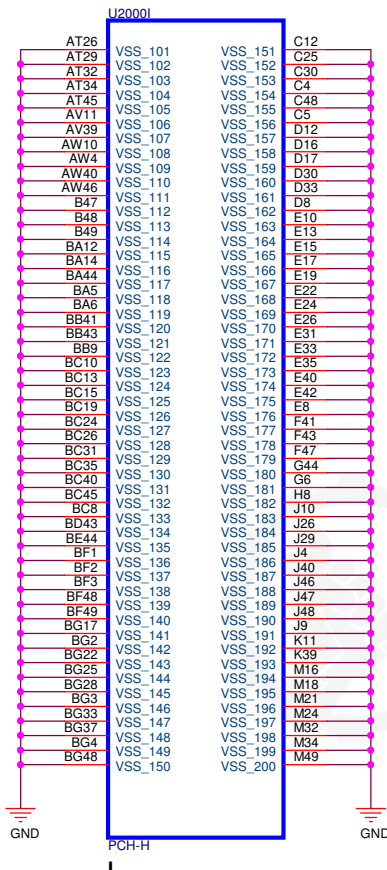 U2000I
AT26 VSS_101 VSS_151 C12
AT29 VSS_102 VSS_152 C25
AT32 VSS_103 VSS_153 C30
AT34 VSS_104 VSS_154 C4
AT45 VSS_105 VSS_155 C48
AV11 VSS_106 VSS_156 C5
AV39 VSS_107 VSS_157 D12
AW10 VSS_108 VSS_158 D16
AW4 VSS_109 VSS_159 D17
AW40 VSS_110 VSS_160 D30
AW46 VSS_111 VSS_161 D33
B47 VSS_112 VSS_162 D8
B48 VSS_113 VSS_163 E10
B49 VSS_114 VSS_164 E13
BA12 VSS_115 VSS_165 E15
BA14 VSS_116 VSS_166 E17
BA44 VSS_117 VSS_167 E19
BA5 VSS_118 VSS_168 E22
BA6 VSS_119 VSS_169 E24
BB41 VSS_120 VSS_170 E26
BB43 VSS_121 VSS_171 E31
BB9 VSS_122 VSS_172 E33
BC10 VSS_123 VSS_173 E35
BC13 VSS_124 VSS_174 E40
BC15 VSS_125 VSS_175 E42
BC19 VSS_126 VSS_176 E8
BC24 VSS_127 VSS_177 F41
BC26 VSS_128 VSS_178 F43
BC31 VSS_129 VSS_179 F47
BC35 VSS_130 VSS_180 G44
BC40 VSS_131 VSS_181 G6
BC45 VSS_132 VSS_182 H8
BC8 VSS_133 VSS_183 J10
BD43 VSS_134 VSS_184 J26
BE44 VSS_135 VSS_185 J29
BF1 VSS_136 VSS_186 J4
BF2 VSS_137 VSS_187 J40
BF3 VSS_138 VSS_188 J46
BF48 VSS_139 VSS_189 J47
BF49 VSS_140 VSS_190 J48
BG17 VSS_141 VSS_191 J9
BG2 VSS_142 VSS_192 K11
BG22 VSS_143 VSS_193 K39
BG25 VSS_144 VSS_194 M16
BG28 VSS_145 VSS_195 M18
BG3 VSS_146 VSS_196 M21
BG33 VSS_147 VSS_197 M24
BG37 VSS_148 VSS_198 M32
BG4 VSS_149 VSS_199 M34
BG48 VSS_150 VSS_200 M49
GND GND
PCH-H